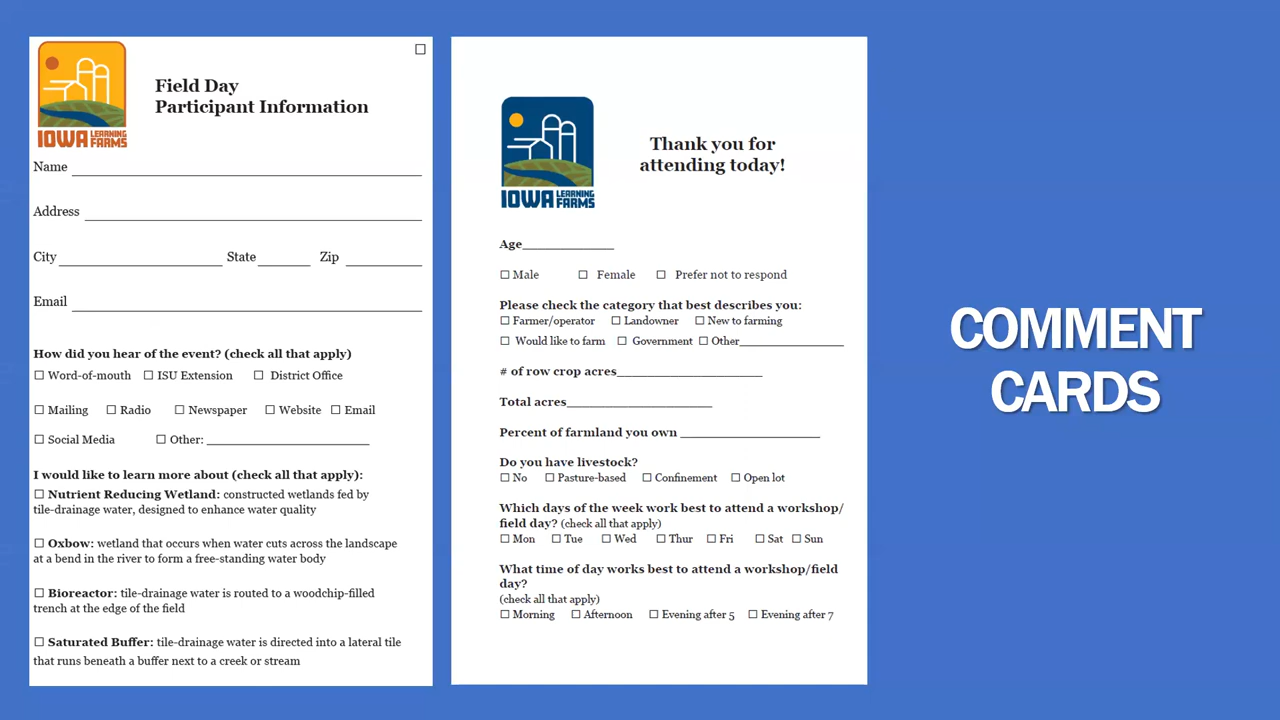 Field Day
Participant Information
IOWA LEARNING FARMS
Name
Address
City State Zip
Email
How did you hear of the event? (check all that apply)
☐ Word-of-mouth ☐ ISU Extension ☐ District Office
☐ Mailing ☐ Radio ☐ Newspaper ☐ Website ☐ Email
☐ Social Media ☐ Other: ____________________
I would like to learn more about (check all that apply):
☐ Nutrient Reducing Wetland: constructed wetlands fed by
tile-drainage water, designed to enhance water quality
☐ Oxbow: wetland that occurs when water cuts across the landscape
at a bend in the river to form a free-standing water body
☐ Bioreactor: tile-drainage water is routed to a woodchip-filled
trench at the edge of the field
☐ Saturated Buffer: tile-drainage water is directed into a lateral tile
that runs beneath a buffer next to a creek or stream
Thank you for
attending today!
IOWA LEARNING FARMS
Age______________
☐ Male ☐ Female ☐ Prefer not to respond
Please check the category that best describes you:
☐ Farmer/operator ☐ Landowner ☐ New to farming
☐ Would like to farm ☐ Government ☐ Other________________
# of row crop acres______________________
Total acres______________________
Percent of farmland you own ______________________
Do you have livestock?
☐ No ☐ Pasture-based ☐ Confinement ☐ Open lot
Which days of the week work best to attend a workshop/
field day? (check all that apply)
☐ Mon ☐ Tue ☐ Wed ☐ Thur ☐ Fri ☐ Sat ☐ Sun
What time of day works best to attend a workshop/field
day?
(check all that apply)
☐ Morning ☐ Afternoon ☐ Evening after 5 ☐ Evening after 7
COMMENT
CARDS